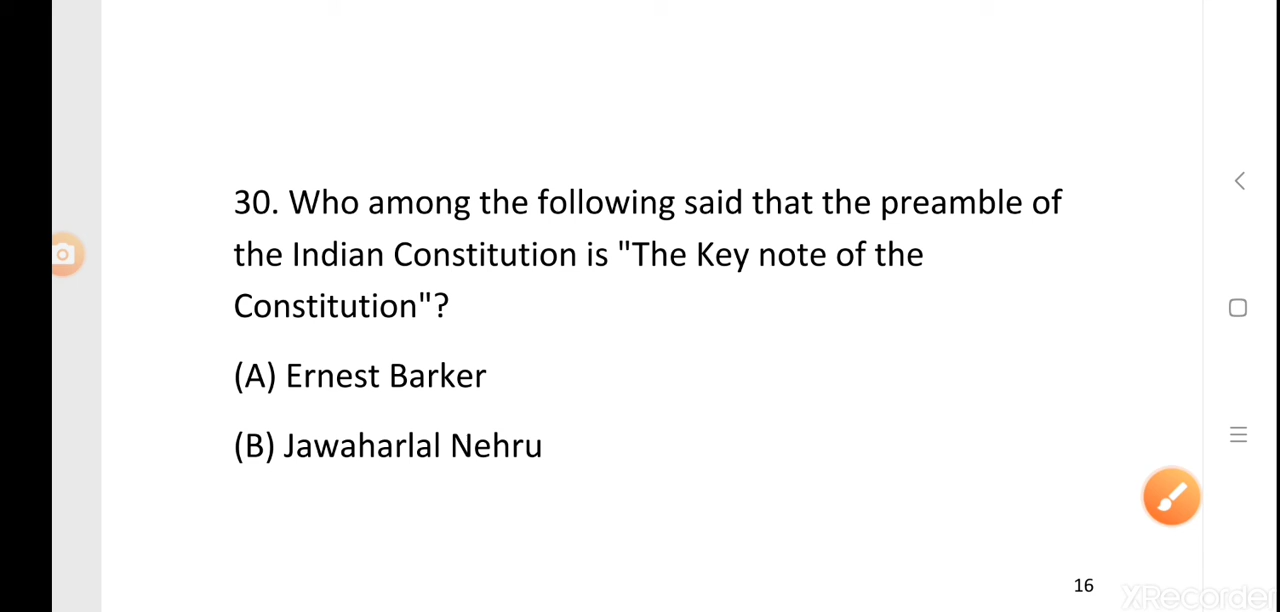 30. Who among the following said that the preamble of
the Indian Constitution is "The Key note of the
Constitution"?
(A) Ernest Barker
(B) Jawaharlal Nehru
16
XRecorder